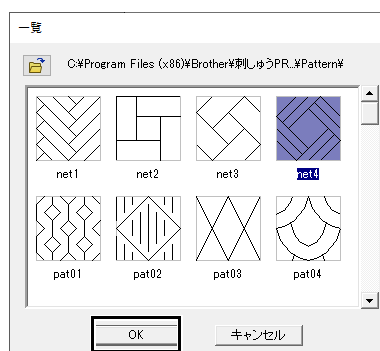 一覧
C:¥Program Files (x86)¥Brother¥刺しゅうPR...¥Pattern¥
net1 net2 net3 net4
pat01 pat02 pat03 pat04
OK キャンセル